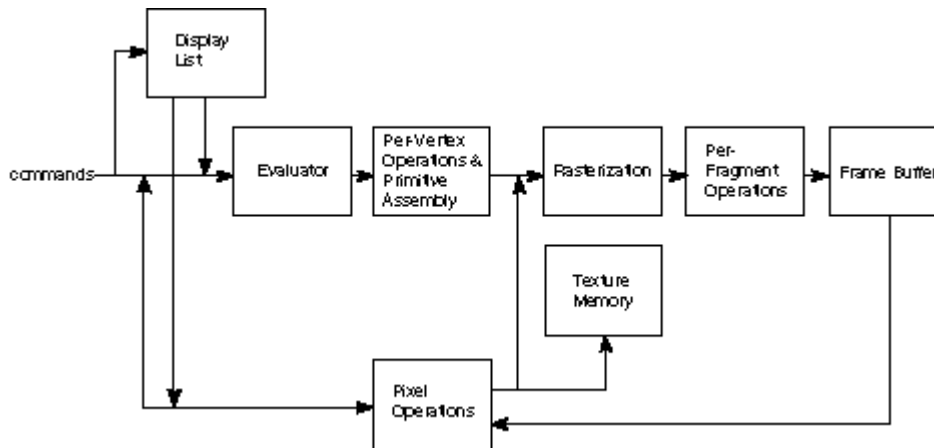 Display
List
commands
Evaluator
Per-Vertex
Operations &
Primitive
Assembly
Rasterization
Per-
Fragment
Operations
Frame Buffer
Texture
Memory
Pixel
Operations